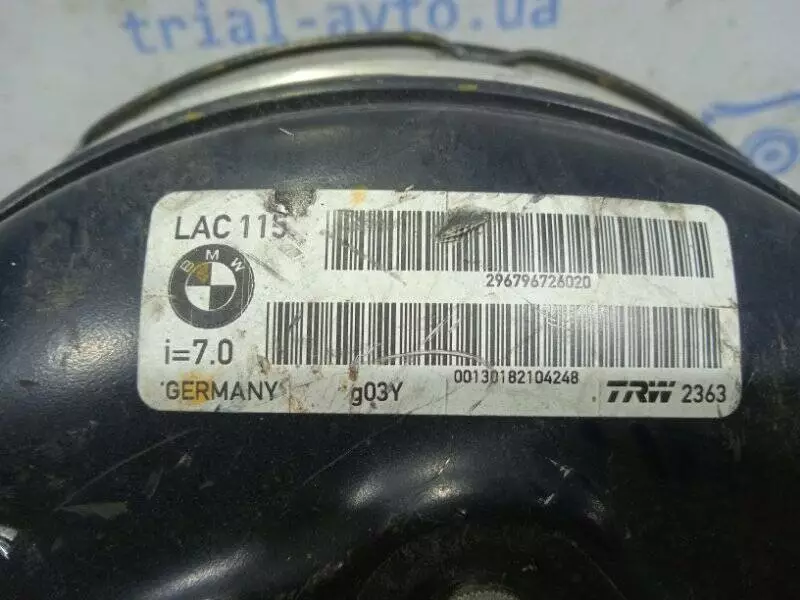 trial-avto.ua
LAC 115
296796726020
BMW
i=7.0
00130182104248
GERMANY
g03Y
TRW 2363